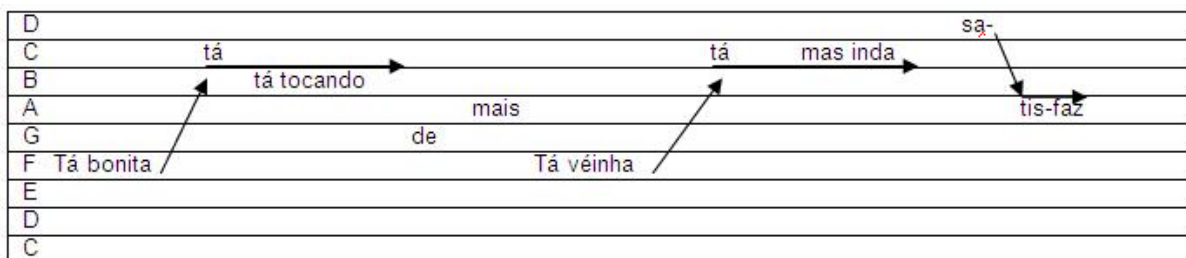 D sa-
C tá tá mas inda
B tá tocando
A mais tis-faz
G de
F Tá bonita Tá véinha
E
D
C